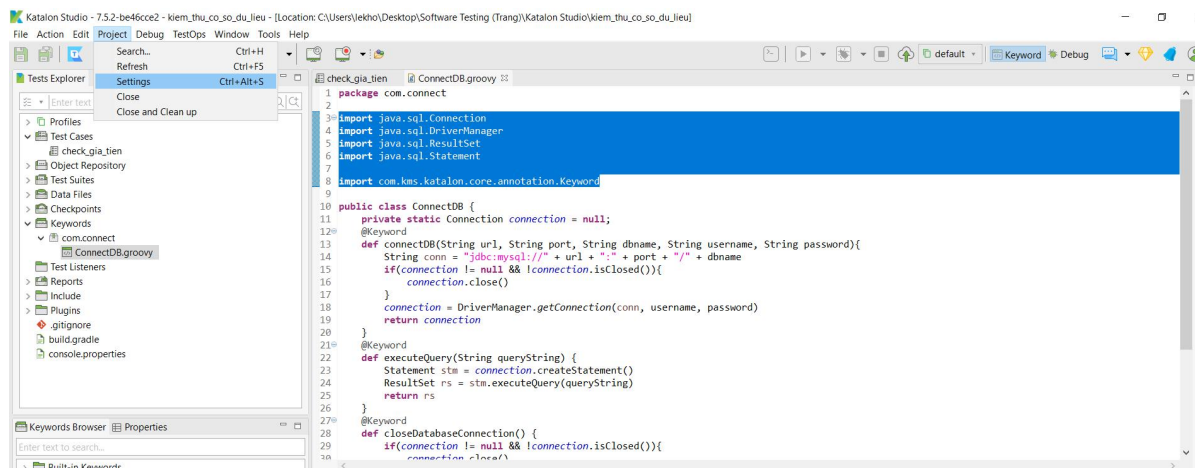 Katalon Studio - 7.5.2-be46cce2 - kiem_thu_co_so_du_lieu - [Location: C:\Users\lekho\Desktop\Software Testing (Trang)\Katalon Studio\kiem_thu_co_so_du_lieu]
File Action Edit Project Debug TestOps Window Tools Help
Search... Ctrl+H
Refresh Ctrl+F5
Settings Ctrl+Alt+S
Close
Close and Clean up
default
Keyword
Debug
Tests Explorer
Enter text
Profiles
Test Cases
check_gia_tien
Object Repository
Test Suites
Data Files
Checkpoints
Keywords
com.connect
ConnectDB.groovy
Test Listeners
Reports
Include
Plugins
.gitignore
build.gradle
console.properties
Keywords Browser Properties
Enter text to search...
Built-in Keywords
check_gia_tien ConnectDB.groovy
1 package com.connect
2
3 import java.sql.Connection
4 import java.sql.DriverManager
5 import java.sql.ResultSet
6 import java.sql.Statement
7
8 import com.kms.katalon.core.annotation.Keyword
9
10 public class ConnectDB {
11 private static Connection connection = null;
12 @Keyword
13 def connectDB(String url, String port, String dbname, String username, String password){
14 String conn = "jdbc:mysql://" + url + ":" + port + "/" + dbname
15 if(connection != null && !connection.isClosed()){
16 connection.close()
17 }
18 connection = DriverManager.getConnection(conn, username, password)
19 return connection
20 }
21 @Keyword
22 def executeQuery(String queryString) {
23 Statement stm = connection.createStatement()
24 ResultSet rs = stm.executeQuery(queryString)
25 return rs
26 }
27 @Keyword
28 def closeDatabaseConnection() {
29 if(connection != null && !connection.isClosed()){
30 connection.close()